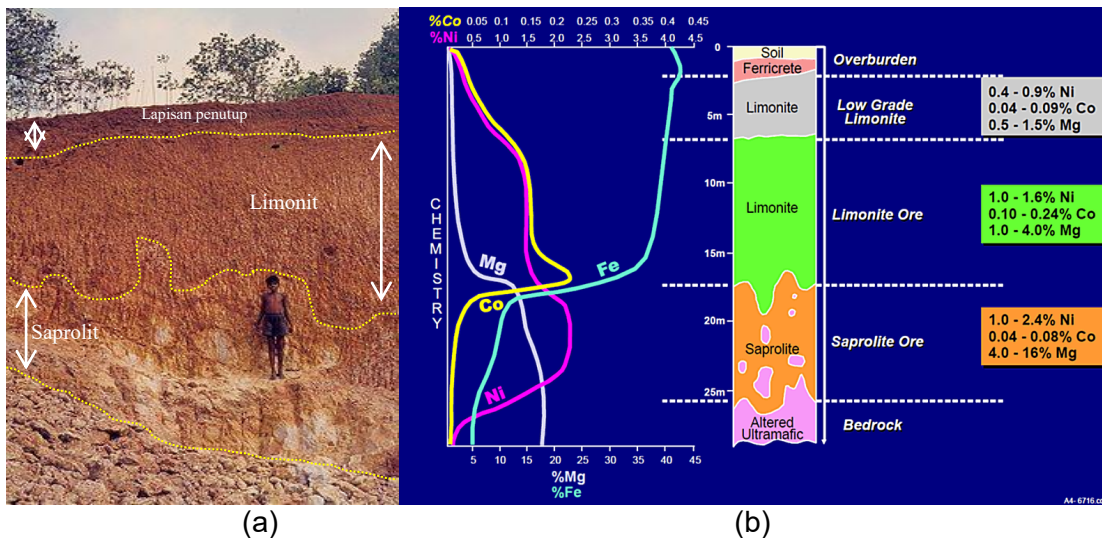 Lapisan penutup
Limonit
Saprolit
(a)
%Co 0.05 0.1 0.15 0.2 0.25 0.3 0.35 0.4 0.45
%Ni 0.5 1 1.5 2 2.5 3 3.5 4 4.5
CHEMISTRY
Mg
Fe
Co
Ni
5 10 15 20 25 30 35 40 45
%Mg
%Fe
0
5m
10m
15m
20m
25m
Soil
Ferricrete
Limonite
Limonite
Saprolite
Altered
Ultramafic
Overburden
Low Grade
Limonite
Limonite Ore
Saprolite Ore
Bedrock
0.4 - 0.9% Ni
0.04 - 0.09% Co
0.5 - 1.5% Mg
1.0 - 1.6% Ni
0.10 - 0.24% Co
1.0 - 4.0% Mg
1.0 - 2.4% Ni
0.04 - 0.08% Co
4.0 - 16% Mg
A4- 6716
(b)